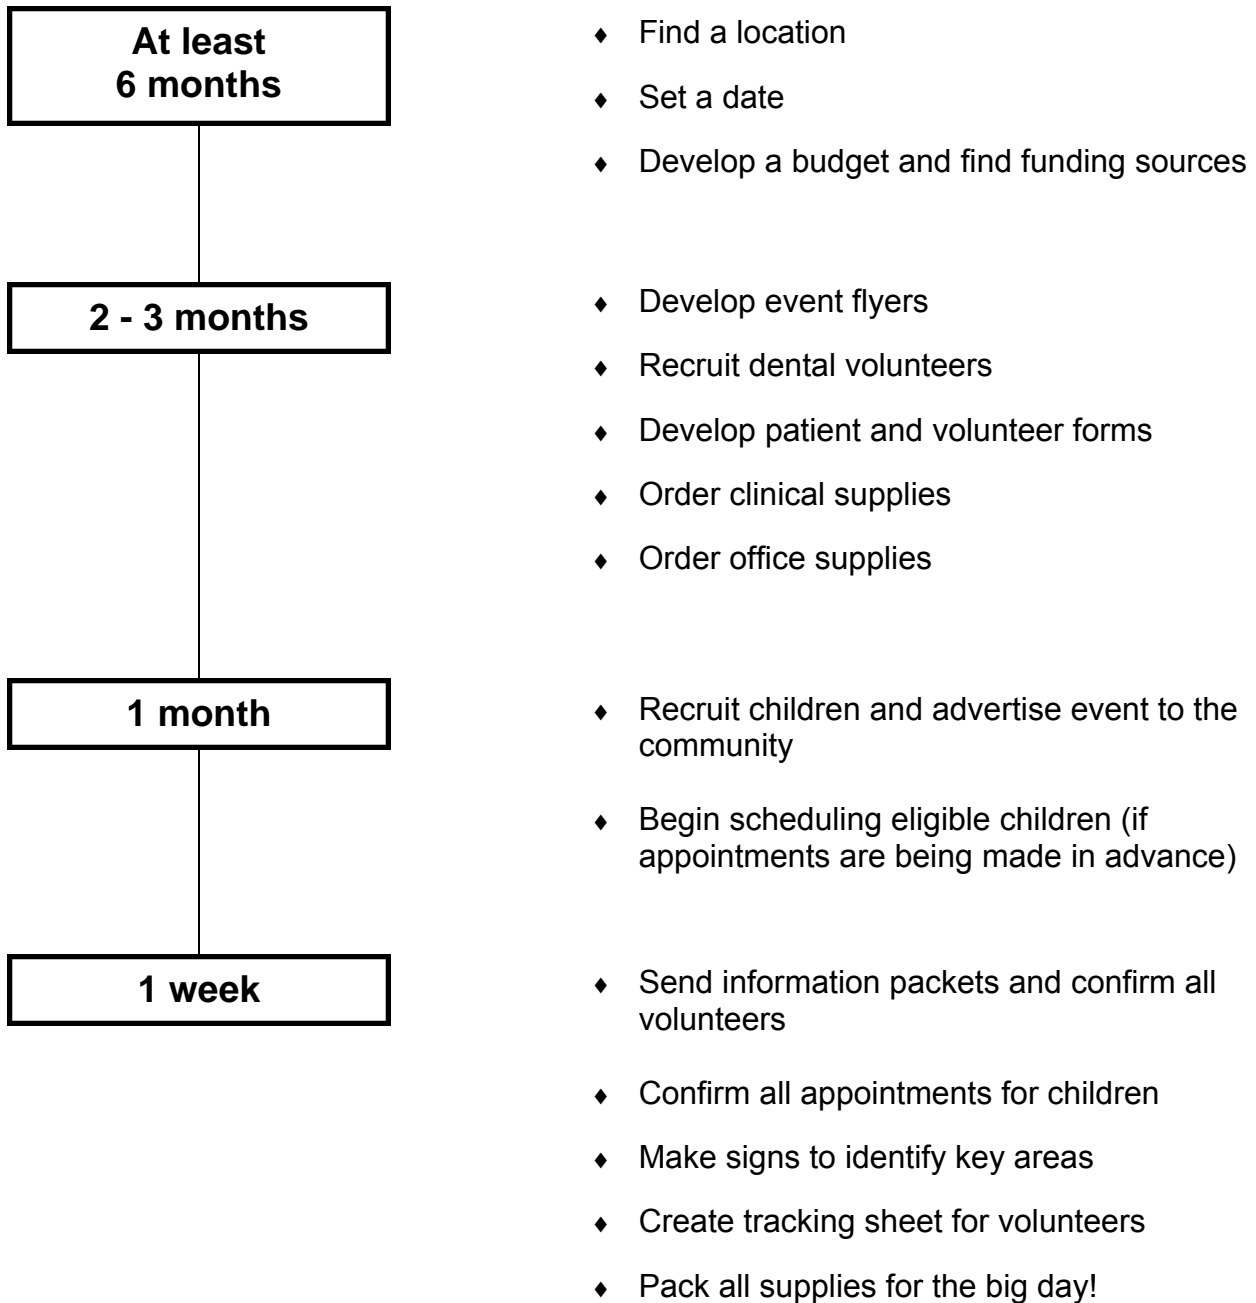 At least
6 months
♦ Find a location
♦ Set a date
♦ Develop a budget and find funding sources
2 - 3 months
♦ Develop event flyers
♦ Recruit dental volunteers
♦ Develop patient and volunteer forms
♦ Order clinical supplies
♦ Order office supplies
1 month
♦ Recruit children and advertise event to the
community
♦ Begin scheduling eligible children (if
appointments are being made in advance)
1 week
♦ Send information packets and confirm all
volunteers
♦ Confirm all appointments for children
♦ Make signs to identify key areas
♦ Create tracking sheet for volunteers
♦ Pack all supplies for the big day!